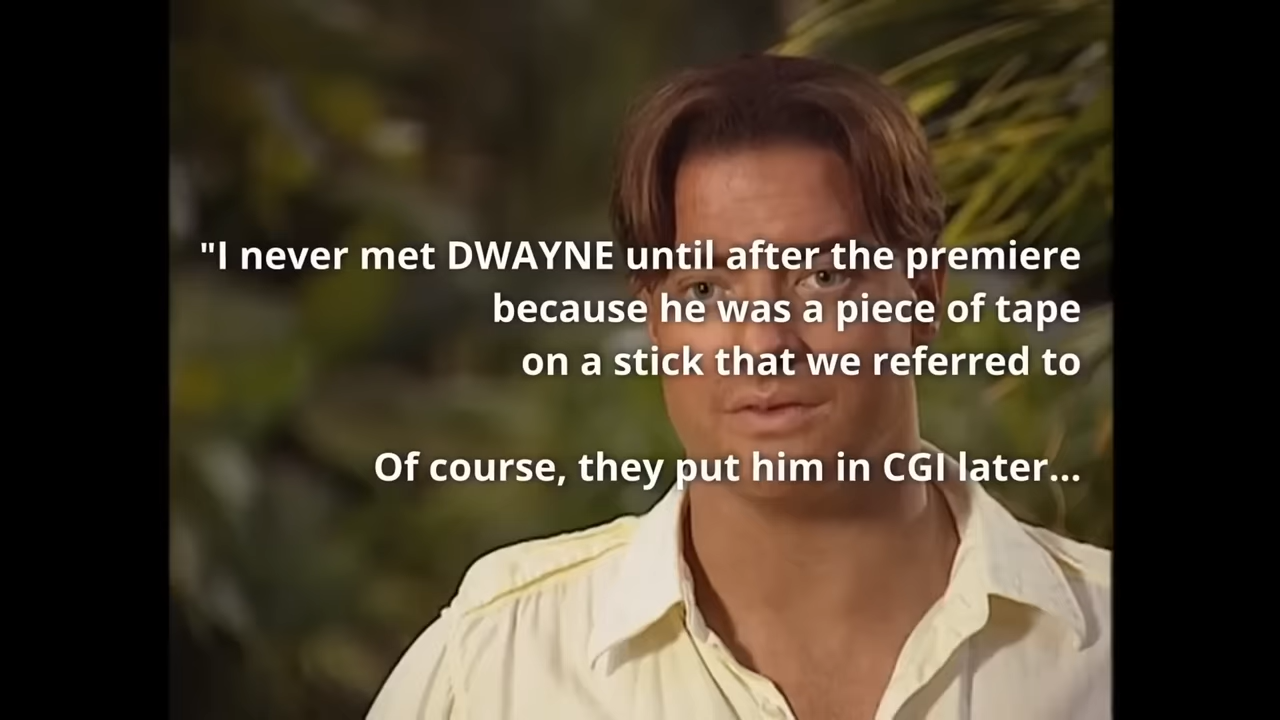 "I never met DWAYNE until after the premiere
because he was a piece of tape
on a stick that we referred to
Of course, they put him in CGI later...